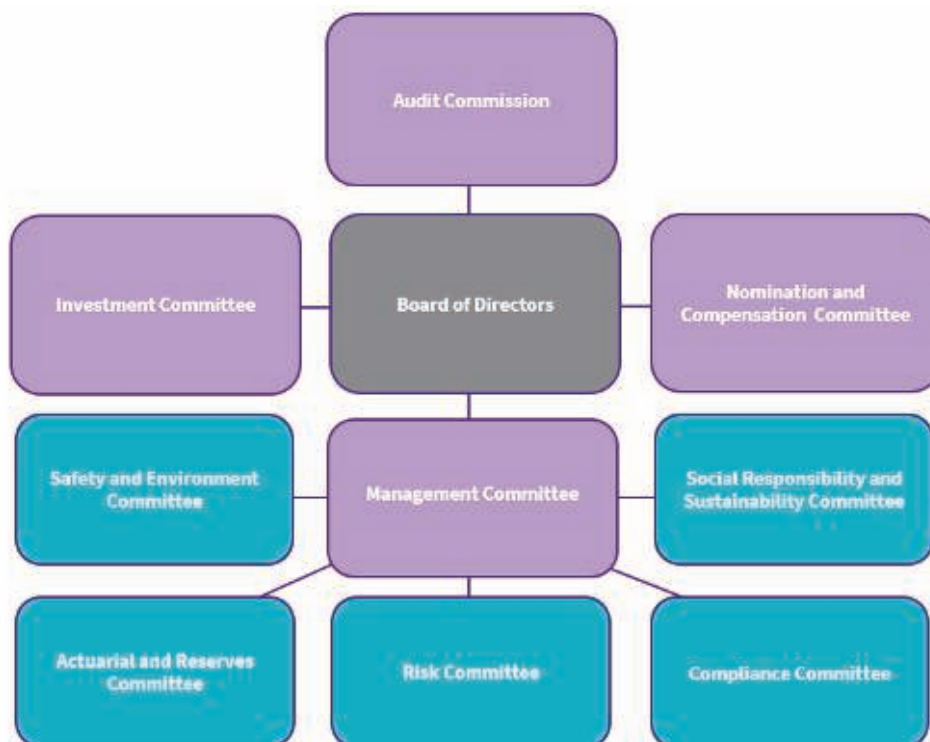 Audit Commission
Investment Committee
Board of Directors
Nomination and
Compensation Committee
Safety and Environment
Committee
Management Committee
Social Responsibility and
Sustainability Committee
Actuarial and Reserves
Committee
Risk Committee
Compliance Committee